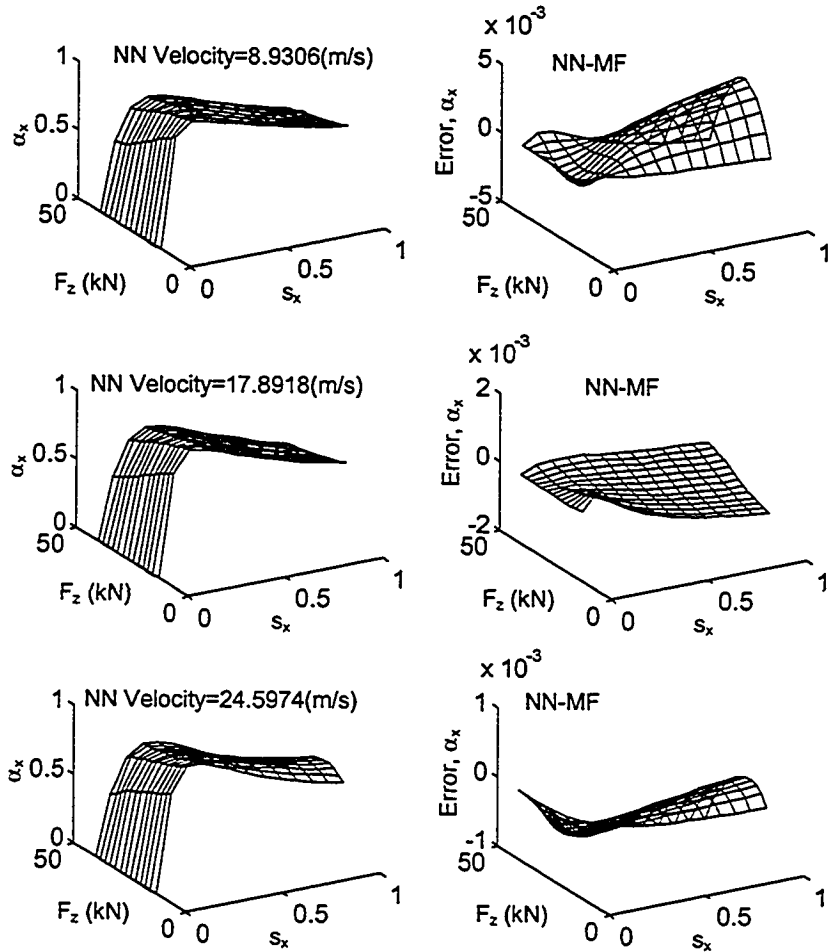 NN Velocity=8.9306(m/s)
1
0.5
0
αx
50
Fz (kN)
0
0
0.5
1
sx
x 10-3
NN-MF
5
0
-5
Error, αx
50
Fz (kN)
0
0
0.5
1
sx
NN Velocity=17.8918(m/s)
1
0.5
0
αx
50
Fz (kN)
0
0
0.5
1
sx
x 10-3
NN-MF
2
0
-2
Error, αx
50
Fz (kN)
0
0
0.5
1
sx
NN Velocity=24.5974(m/s)
1
0.5
0
αx
50
Fz (kN)
0
0
0.5
1
sx
x 10-3
NN-MF
1
0
-1
Error, αx
50
Fz (kN)
0
0
0.5
1
sx